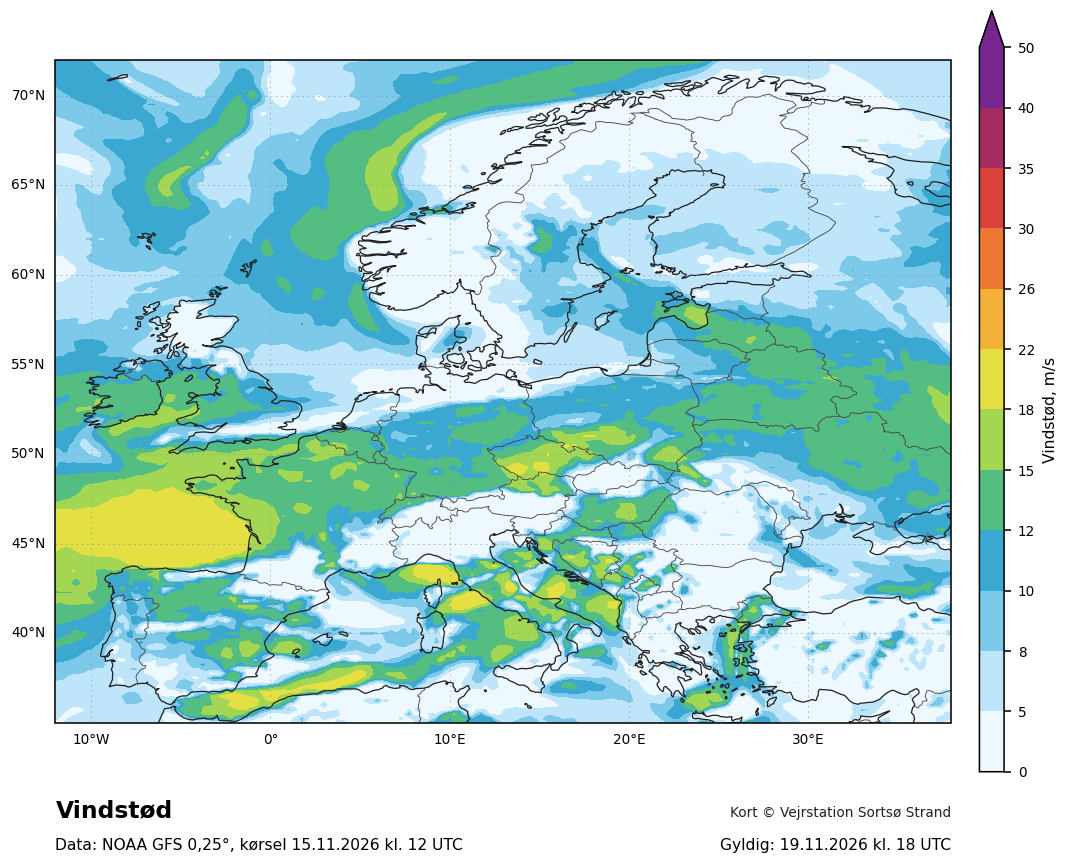 50
40
35
30
26
22
18
15
12
10
8
5
0
Vindstød, m/s
70°N
65°N
60°N
55°N
50°N
45°N
40°N
10°W
0°
10°E
20°E
30°E
Vindstød
Kort © Vejrstation Sortsø Strand
Data: NOAA GFS 0,25°, kørsel 15.11.2026 kl. 12 UTC
Gyldig: 19.11.2026 kl. 18 UTC